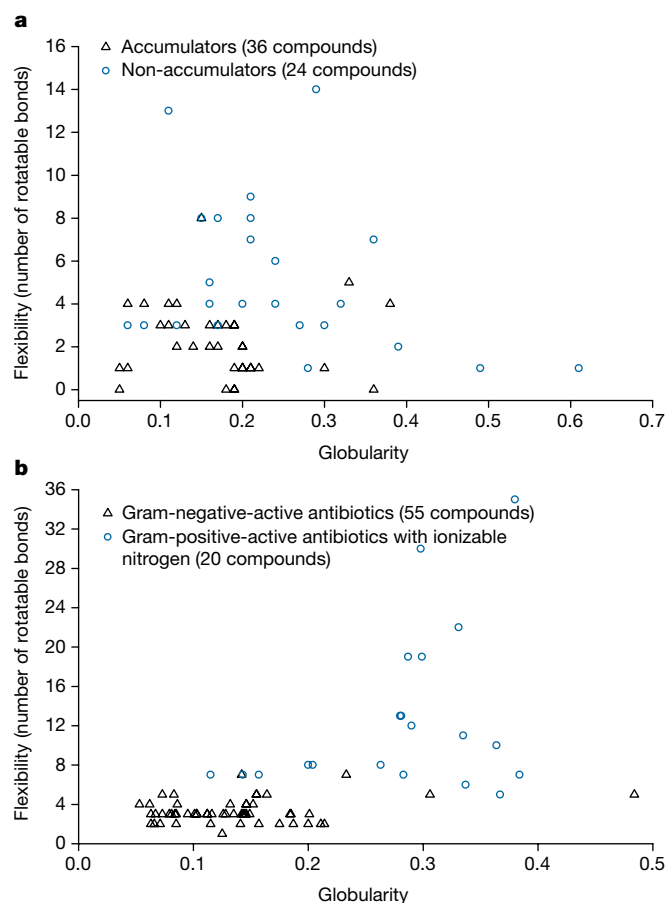 a
Flexibility (number of rotatable bonds)
16
14
12
10
8
6
4
2
0
Accumulators (36 compounds)
Non-accumulators (24 compounds)
0.0 0.1 0.2 0.3 0.4 0.5 0.6 0.7
Globularity
b
Flexibility (number of rotatable bonds)
36
32
28
24
20
16
12
8
4
0
Gram-negative-active antibiotics (55 compounds)
Gram-positive-active antibiotics with ionizable
nitrogen (20 compounds)
0.0 0.1 0.2 0.3 0.4 0.5
Globularity